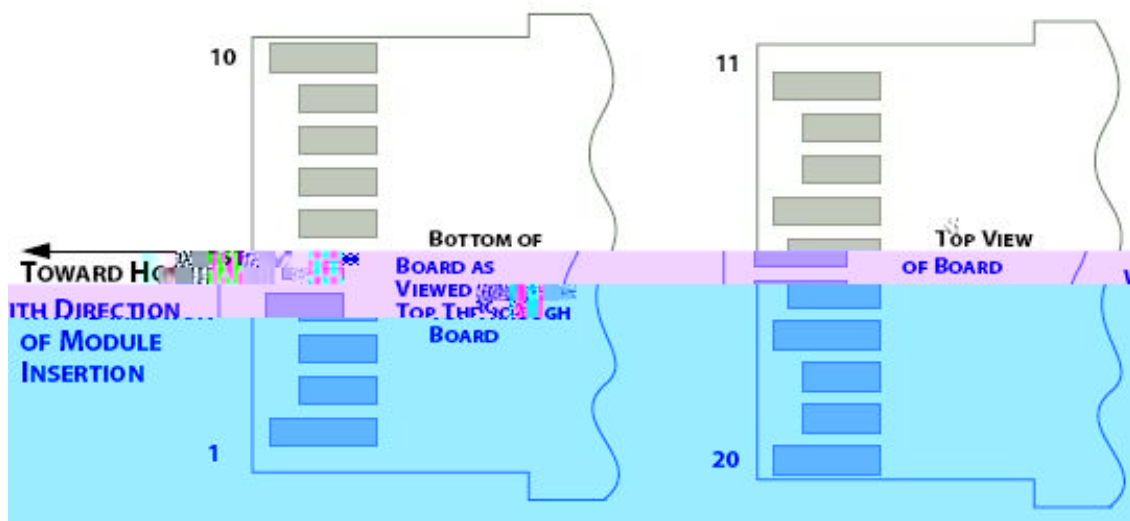 10
11
BOTTOM OF
BOARD AS
VIEWED
BOARD
TOP VIEW
OF BOARD
TOWARD
ITH DIRECTION
OF MODULE
INSERTION
1
20